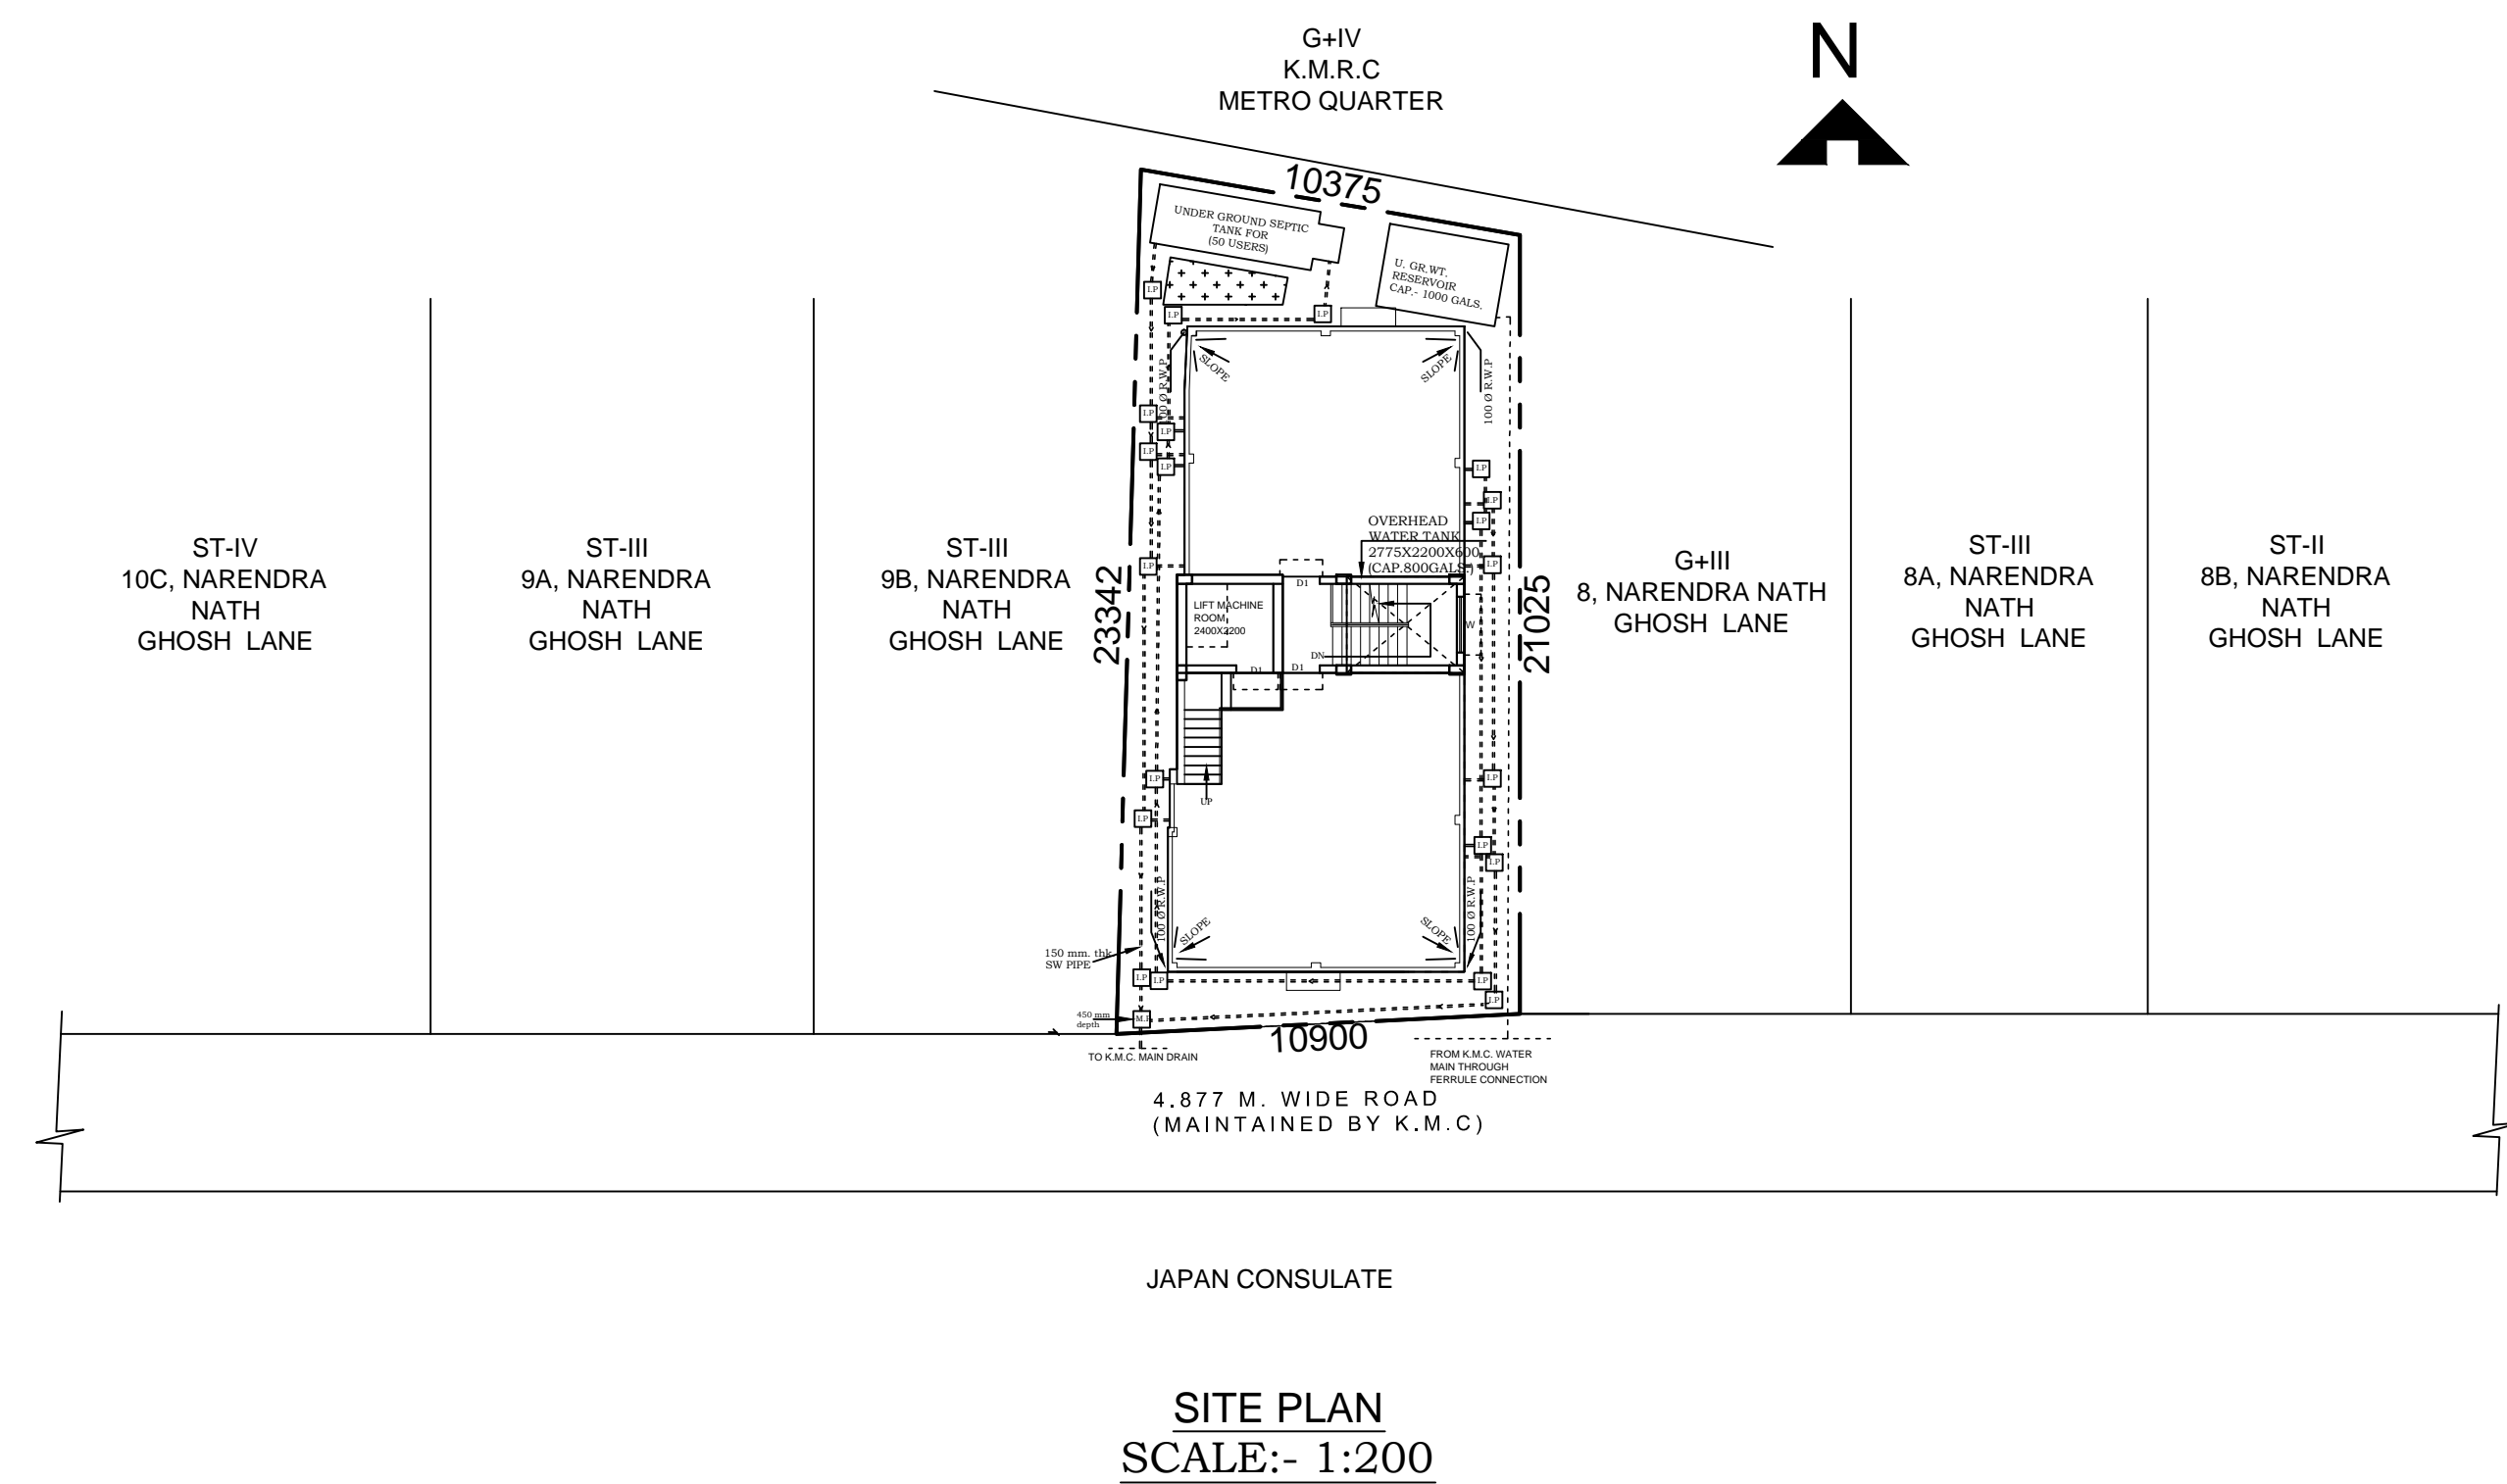 G+IV
K.M.R.C
METRO QUARTER
N
10375
UNDER GROUND SEPTIC
TANK FOR
(50 USERS)
U. GR.WT.
RESERVOIR
CAP.- 1000 GALS.
I.P
I.P
I.P
SLOPE
SLOPE
100 Ø R.W.P
100 Ø R.W.P
I.P
I.P
I.P
I.P
I.P
I.P
I.P
OVERHEAD
WATER TANK
2775X2200X600
(CAP.800GALS.)
I.P
I.P
ST-IV
10C, NARENDRA
NATH
GHOSH LANE
ST-III
9A, NARENDRA
NATH
GHOSH LANE
ST-III
9B, NARENDRA
NATH
GHOSH LANE
23342
LIFT MACHINE
ROOM
2400X2200
D1
DN
W
D1
D1
21025
G+III
8, NARENDRA NATH
GHOSH LANE
ST-III
8A, NARENDRA
NATH
GHOSH LANE
ST-II
8B, NARENDRA
NATH
GHOSH LANE
I.P
I.P
UP
I.P
I.P
I.P
100 Ø R.W.P
100 Ø R.W.P
SLOPE
SLOPE
150 mm. thk
SW PIPE
I.P
I.P
I.P
I.P
450 mm
depth
M.P
10900
TO K.M.C. MAIN DRAIN
FROM K.M.C. WATER
MAIN THROUGH
FERRULE CONNECTION
4.877 M. WIDE ROAD
(MAINTAINED BY K.M.C)
JAPAN CONSULATE
SITE PLAN
SCALE:- 1:200